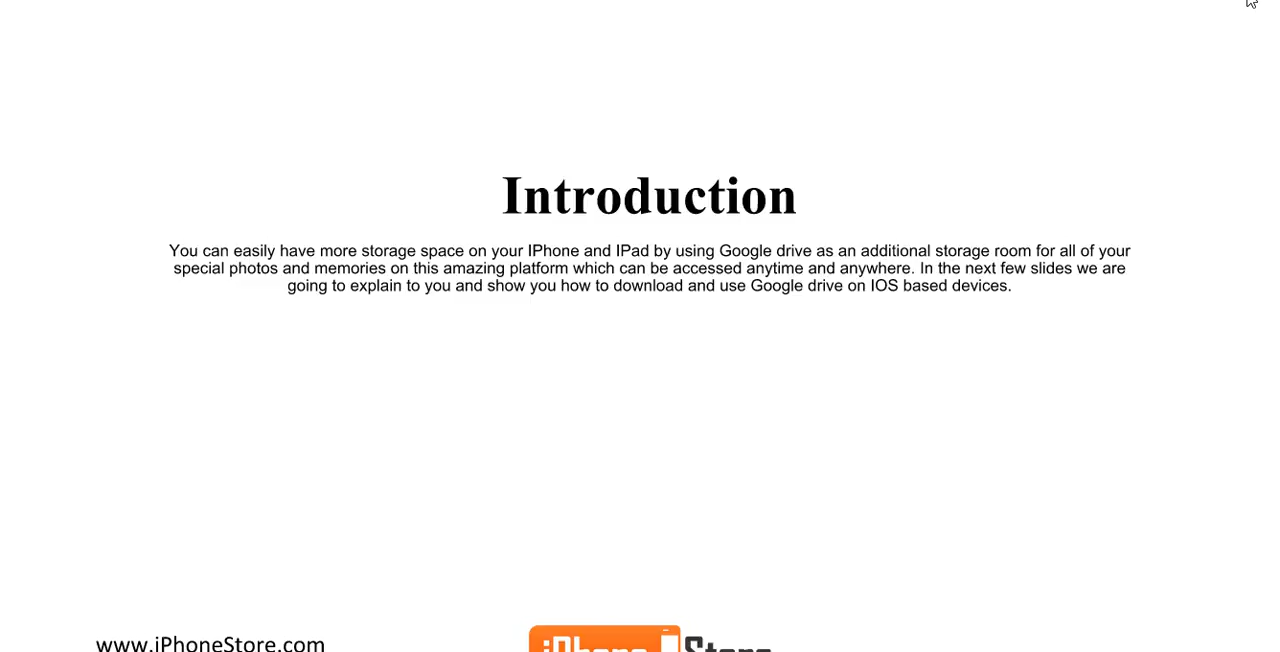 Introduction
You can easily have more storage space on your IPhone and IPad by using Google drive as an additional storage room for all of your
special photos and memories on this amazing platform which can be accessed anytime and anywhere. In the next few slides we are
going to explain to you and show you how to download and use Google drive on IOS based devices.
www.iPhoneStore.com
iPhone Store